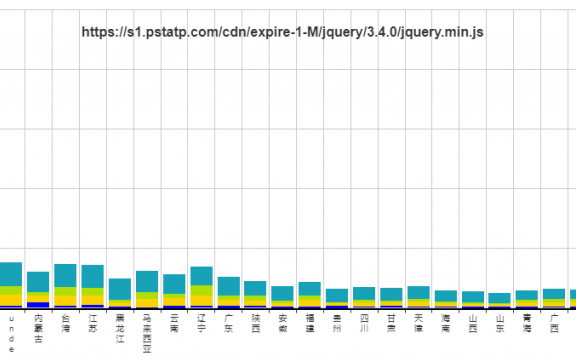 https://s1.pstatp.com/cdn/expire-1-M/jquery/3.4.0/jquery.min.js
unde
内蒙古
台湾
江苏
黑龙江
马来西亚
云南
辽宁
广东
陕西
安徽
福建
贵州
四川
甘肃
天津
海南
山西
山东
青海
广西